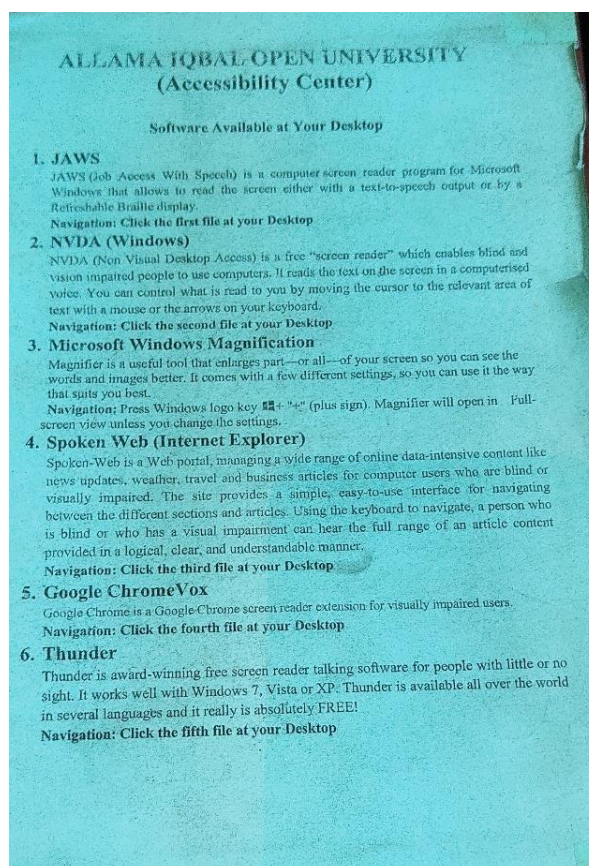 ALLAMA IQBAL OPEN UNIVERSITY
(Accessibility Center)
Software Available at Your Desktop
1. JAWS
JAWS (Job Access With Speech) is a computer screen reader program for Microsoft
Windows that allows to read the screen either with a text-to-speech output or by a
Refreshable Braille display.
Navigation: Click the first file at your Desktop
2. NVDA (Windows)
NVDA (Non Visual Desktop Access) is a free “screen reader” which enables blind and
vision impaired people to use computers. It reads the text on the screen in a computerised
voice. You can control what is read to you by moving the cursor to the relevant area of
text with a mouse or the arrows on your keyboard.
Navigation: Click the second file at your Desktop
3. Microsoft Windows Magnification
Magnifier is a useful tool that enlarges part—or all—of your screen so you can see the
words and images better. It comes with a few different settings, so you can use it the way
that suits you best.
Navigation: Press Windows logo key + "+" (plus sign). Magnifier will open in Full-
screen view unless you change the settings.
4. Spoken Web (Internet Explorer)
Spoken-Web is a Web portal, managing a wide range of online data-intensive content like
news updates, weather, travel and business articles for computer users who are blind or
visually impaired. The site provides a simple, easy-to-use interface for navigating
between the different sections and articles. Using the keyboard to navigate, a person who
is blind or who has a visual impairment can hear the full range of an article content
provided in a logical, clear, and understandable manner.
Navigation: Click the third file at your Desktop
5. Google ChromeVox
Google Chrome is a Google Chrome screen reader extension for visually impaired users.
Navigation: Click the fourth file at your Desktop
6. Thunder
Thunder is award-winning free screen reader talking software for people with little or no
sight. It works well with Windows 7, Vista or XP. Thunder is available all over the world
in several languages and it really is absolutely FREE!
Navigation: Click the fifth file at your Desktop